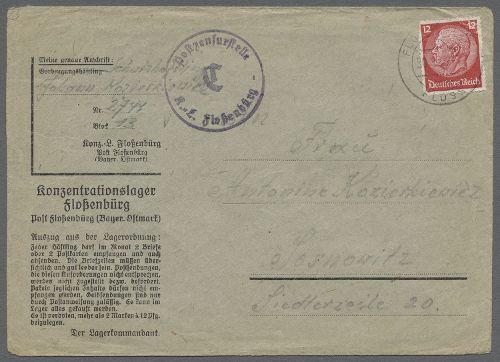 Meine genaue Anschrift:
Johann Kazierkiewicz
Nr. 2744
Block 13
Konz.-L. Floßenbürg
Post Floßenbürg
(Bayer. Ostmark)
Postzensurstelle
C
K.L. Floßenbürg
12 12
Deutsches Reich
Konzentrationslager
Floßenbürg
Post Floßenbürg (Bayer. Ostmark)
Auszug aus der Lagerordnung:
Jeder Häftling darf im Monat 2 Briefe
oder 2 Postkarten empfangen und auch
absenden. Die Briefzeilen müssen über-
sichtlich und gut lesbar sein. Postsendungen,
die diesen Anforderungen nicht entsprechen,
werden nicht zugestellt bezw. befördert.
Pakete jeglichen Inhalts dürfen nicht em-
pfangen werden. Geldsendungen sind nur
durch Postanweisung zulässig. Es kann im
Lager alles gekauft werden.
Es ist verboten, mehr als 2 Marken à 12 Pfg.
beizulegen.
Der Lagerkommandant.
Frau
Antonina Kazierkiewicz
Sosnowitz
Siedlerzeile 20.